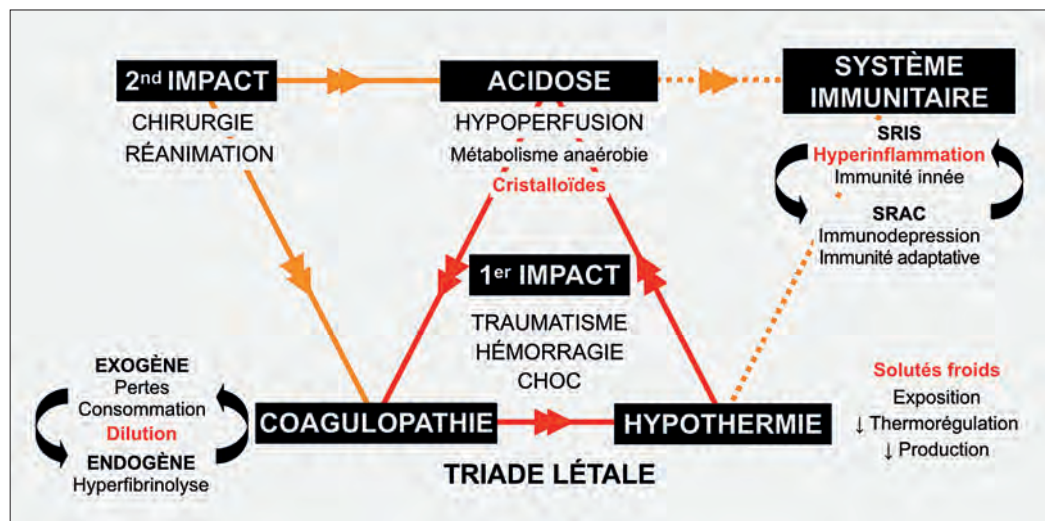 2nd IMPACT
CHIRURGIE
RÉANIMATION
ACIDOSE
HYPOPERFUSION
Métabolisme anaérobie
Cristalloïdes
SYSTÈME
IMMUNITAIRE
SRIS
Hyperinflammation
Immunité innée
SRAC
Immunodepression
Immunité adaptative
1er IMPACT
TRAUMATISME
HÉMORRAGIE
CHOC
EXOGÈNE
Pertes
Consommation
Dilution
ENDOGÈNE
Hyperfibrinolyse
COAGULOPATHIE
HYPOTHERMIE
Solutés froids
Exposition
↓ Thermorégulation
↓ Production
TRIADE LÉTALE